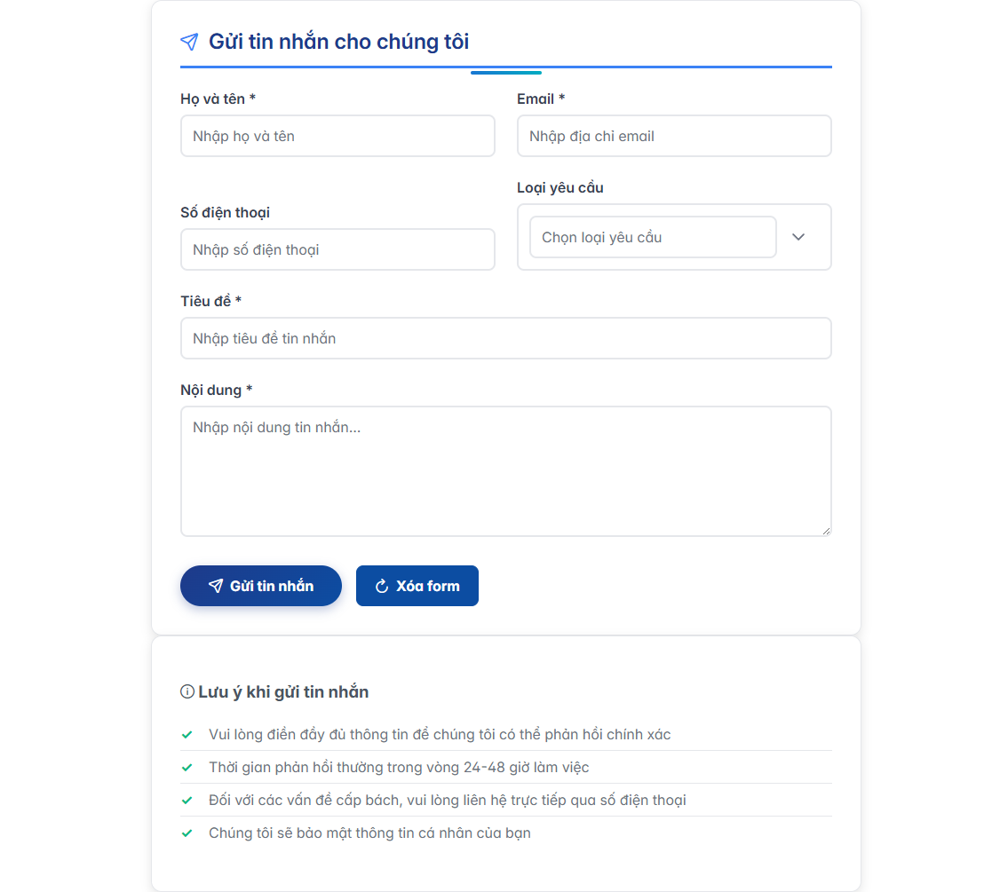 Gửi tin nhắn cho chúng tôi
Họ và tên *
Email *
Nhập họ và tên
Nhập địa chỉ email
Số điện thoại
Loại yêu cầu
Nhập số điện thoại
Chọn loại yêu cầu
Tiêu đề *
Nhập tiêu đề tin nhắn
Nội dung *
Nhập nội dung tin nhắn...
Gửi tin nhắn
Xóa form
Lưu ý khi gửi tin nhắn
Vui lòng điền đầy đủ thông tin để chúng tôi có thể phản hồi chính xác
Thời gian phản hồi thường trong vòng 24-48 giờ làm việc
Đối với các vấn đề cấp bách, vui lòng liên hệ trực tiếp qua số điện thoại
Chúng tôi sẽ bảo mật thông tin cá nhân của bạn